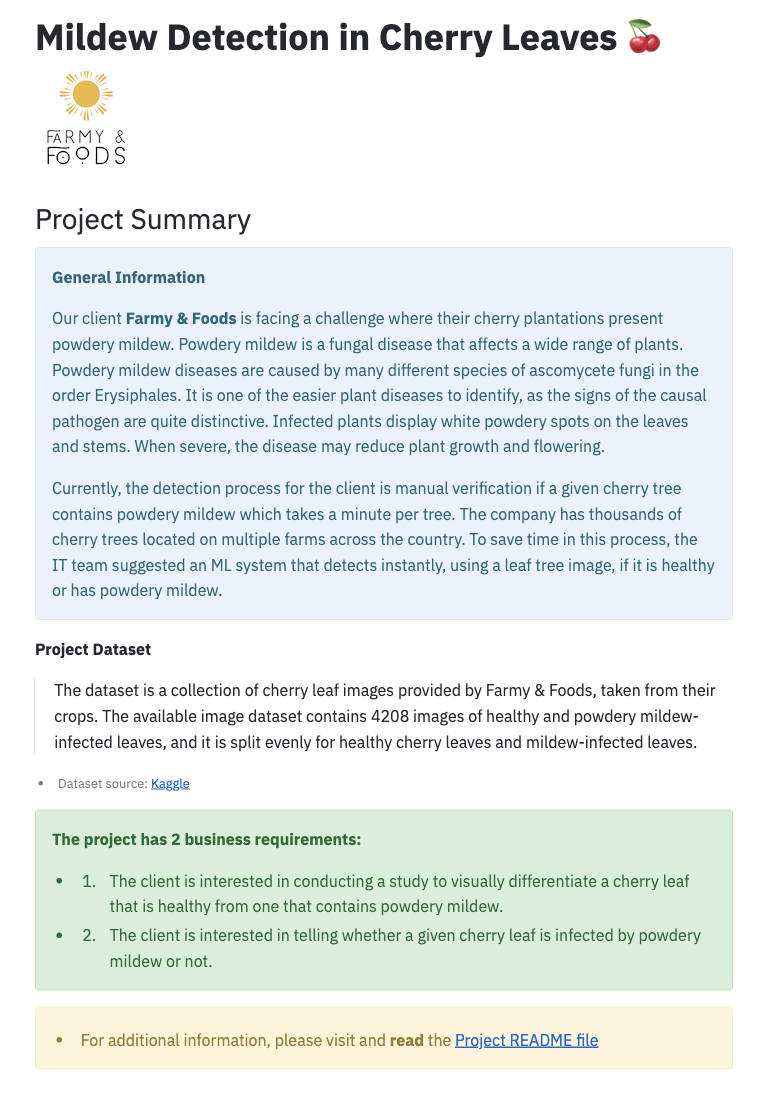 Mildew Detection in Cherry Leaves 🍒
FARMY &
FOODS
Project Summary
General Information
Our client Farmy & Foods is facing a challenge where their cherry plantations present
powdery mildew. Powdery mildew is a fungal disease that affects a wide range of plants.
Powdery mildew diseases are caused by many different species of ascomycete fungi in the
order Erysiphales. It is one of the easier plant diseases to identify, as the signs of the causal
pathogen are quite distinctive. Infected plants display white powdery spots on the leaves
and stems. When severe, the disease may reduce plant growth and flowering.
Currently, the detection process for the client is manual verification if a given cherry tree
contains powdery mildew which takes a minute per tree. The company has thousands of
cherry trees located on multiple farms across the country. To save time in this process, the
IT team suggested an ML system that detects instantly, using a leaf tree image, if it is healthy
or has powdery mildew.
Project Dataset
The dataset is a collection of cherry leaf images provided by Farmy & Foods, taken from their
crops. The available image dataset contains 4208 images of healthy and powdery mildew-
infected leaves, and it is split evenly for healthy cherry leaves and mildew-infected leaves.
• Dataset source: Kaggle
The project has 2 business requirements:
• 1. The client is interested in conducting a study to visually differentiate a cherry leaf
that is healthy from one that contains powdery mildew.
• 2. The client is interested in telling whether a given cherry leaf is infected by powdery
mildew or not.
• For additional information, please visit and read the Project README file